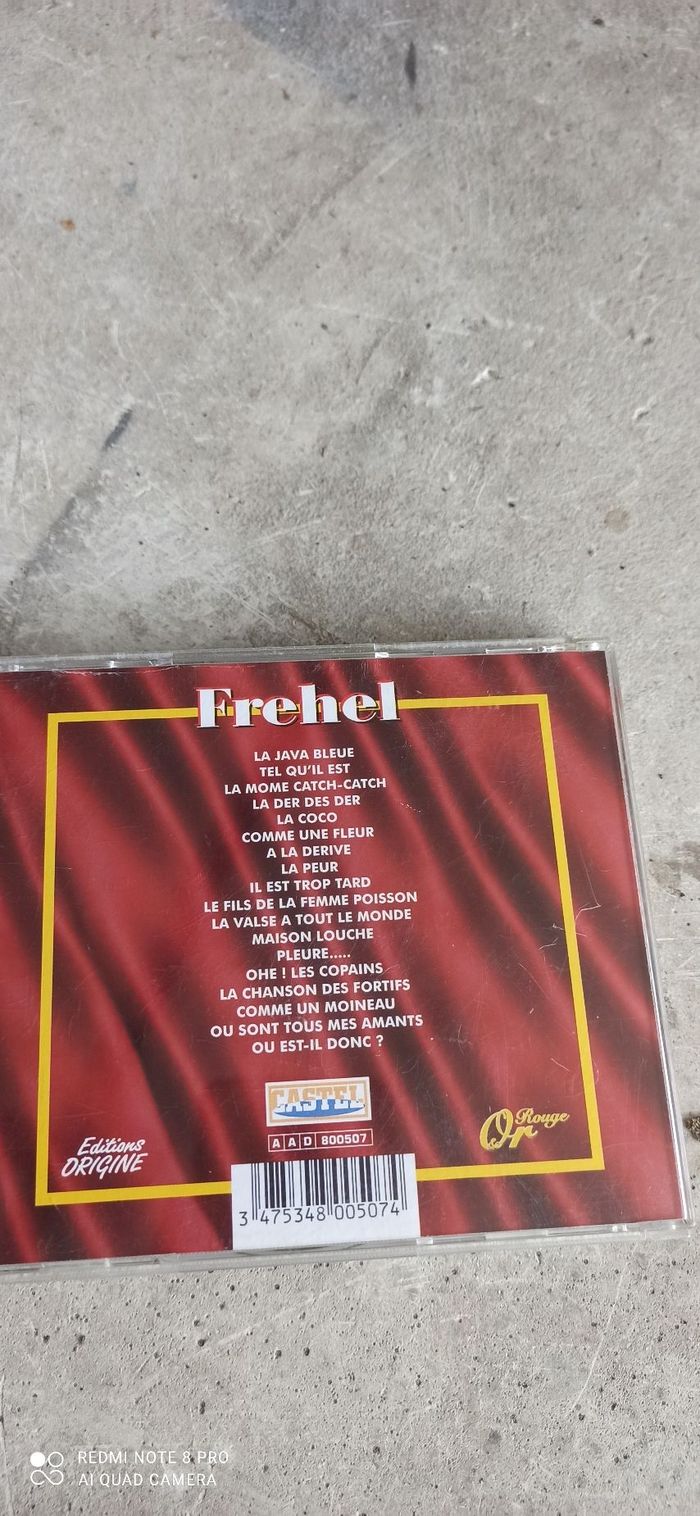 Frehel
LA JAVA BLEUE
TEL QU'IL EST
LA MOME CATCH-CATCH
LA DER DES DER
LA COCO
COMME UNE FLEUR
A LA DERIVE
LA PEUR
IL EST TROP TARD
LE FILS DE LA FEMME POISSON
LA VALSE A TOUT LE MONDE
MAISON LOUCHE
PLEURE.....
OHE ! LES COPAINS
LA CHANSON DES FORTIFS
COMME UN MOINEAU
OU SONT TOUS MES AMANTS
OU EST-IL DONC ?
CASTEL
A A D 800507
Editions
ORIGINE
Rouge
Or
3 475348 005074
REDMI NOTE 8 PRO
AI QUAD CAMERA